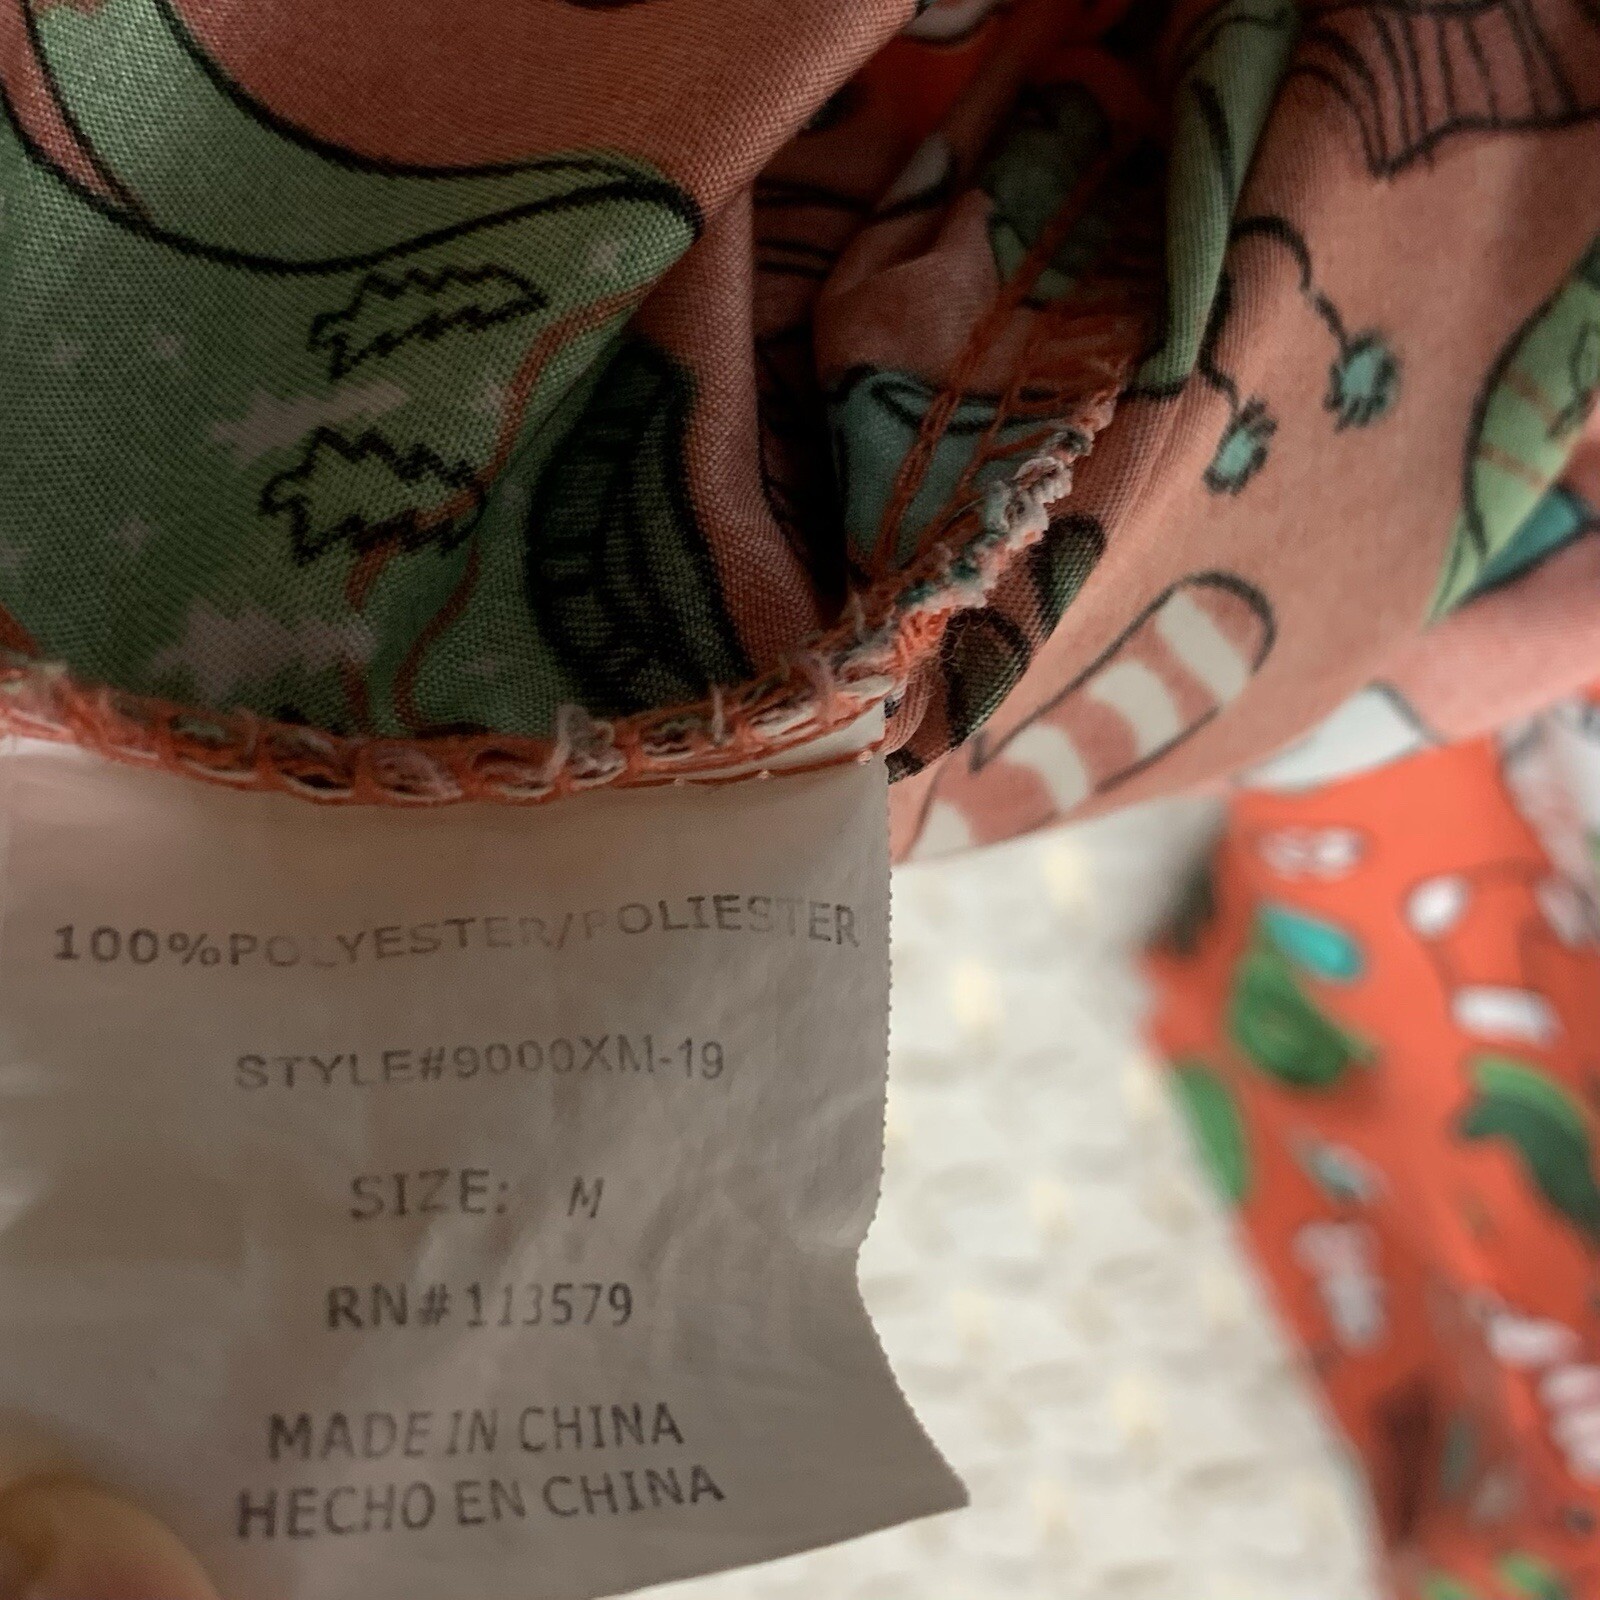 100%POLYESTER/POLIESTER
STYLE#9000XM-19
SIZE: M
RN#113579
MADE IN CHINA
HECHO EN CHINA